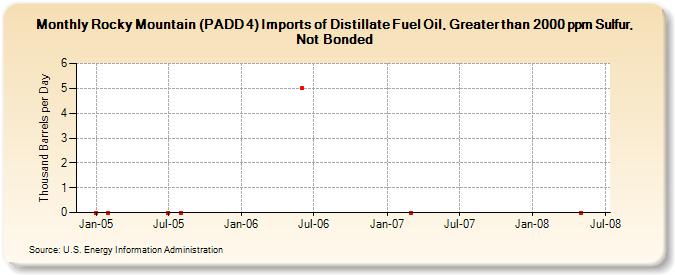 Monthly Rocky Mountain (PADD 4) Imports of Distillate Fuel Oil, Greater than 2000 ppm Sulfur,
Not Bonded
Thousand Barrels per Day
6
5
4
3
2
1
0
Jan-05 Jul-05 Jan-06 Jul-06 Jan-07 Jul-07 Jan-08 Jul-08
Source: U.S. Energy Information Administration